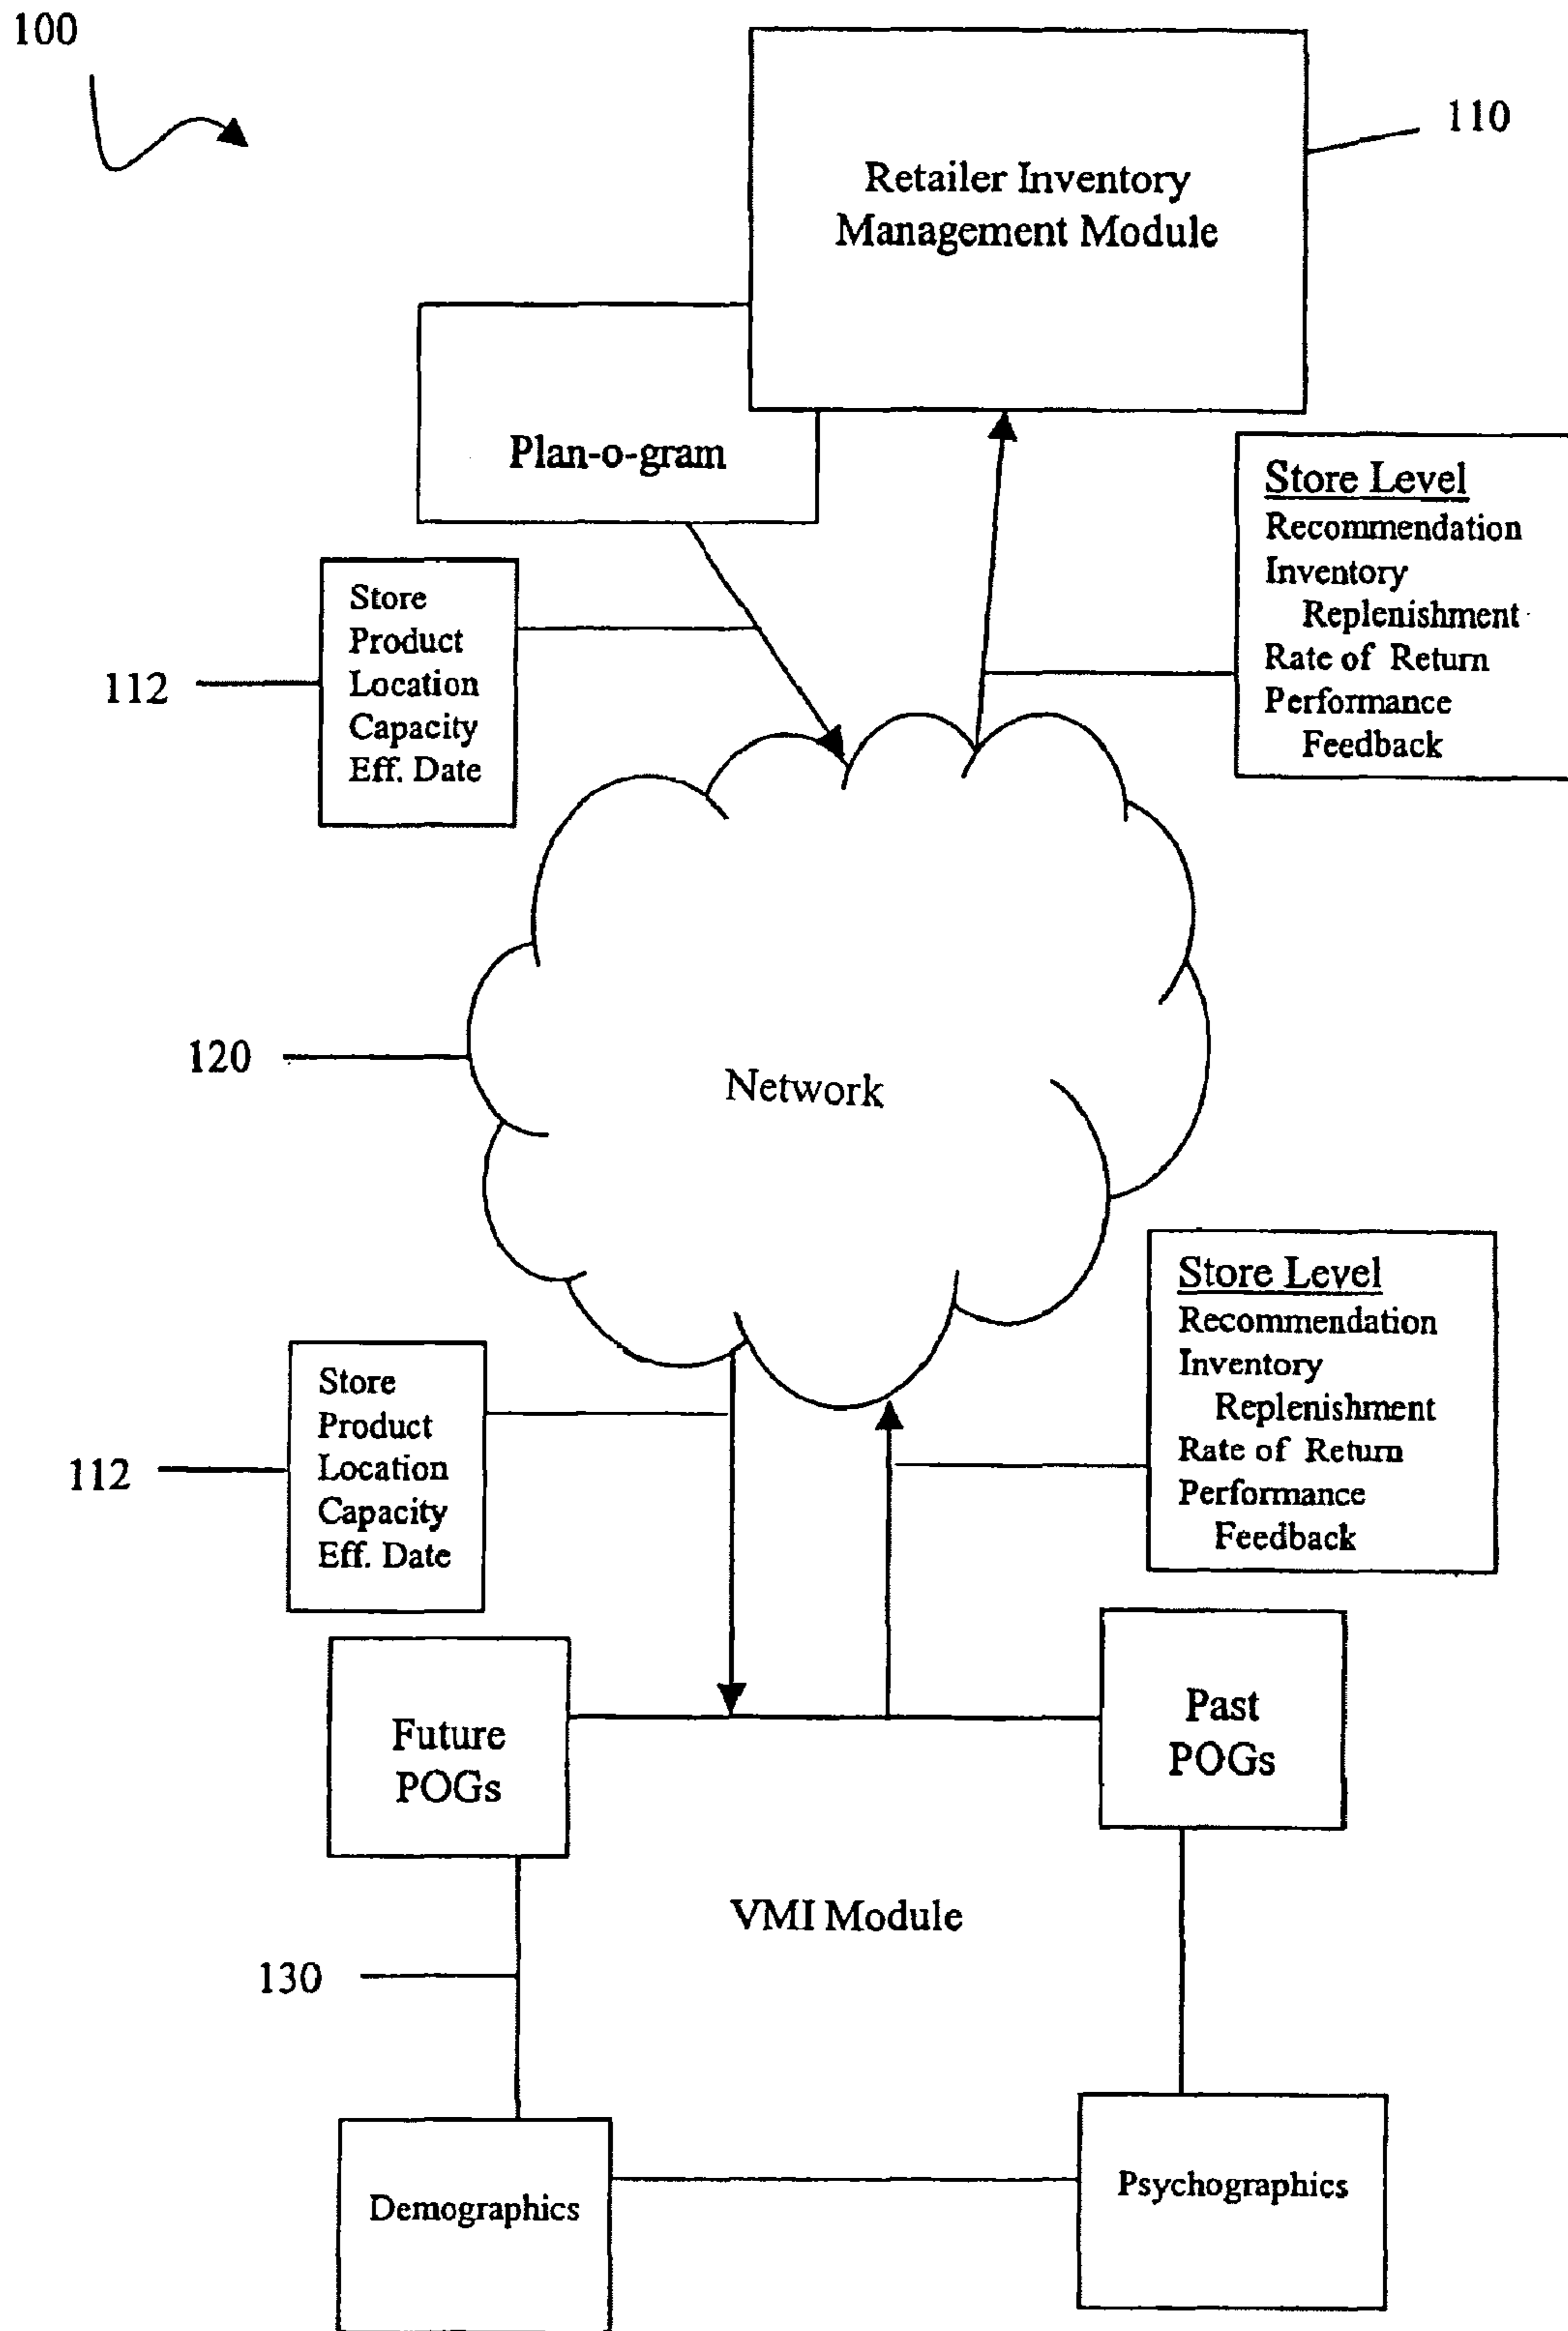 100
110
Retailer Inventory
Management Module
Plan-o-gram
Store Level
Recommendation
Inventory
Replenishment
Rate of Return
Performance
Feedback
112
Store
Product
Location
Capacity
Eff. Date
120
Network
Store Level
Recommendation
Inventory
Replenishment
Rate of Return
Performance
Feedback
112
Store
Product
Location
Capacity
Eff. Date
Future
POGs
Past
POGs
VMI Module
130
Demographics
Psychographics